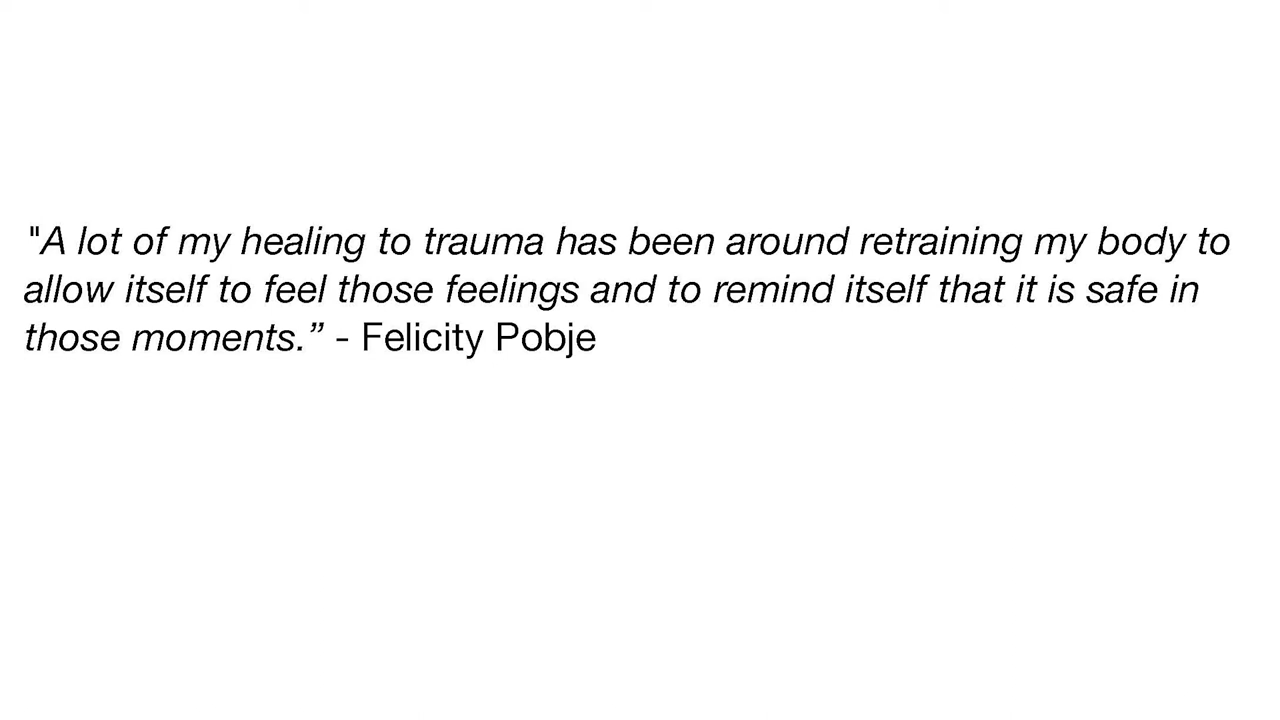 "A lot of my healing to trauma has been around retraining my body to
allow itself to feel those feelings and to remind itself that it is safe in
those moments.” - Felicity Pobje